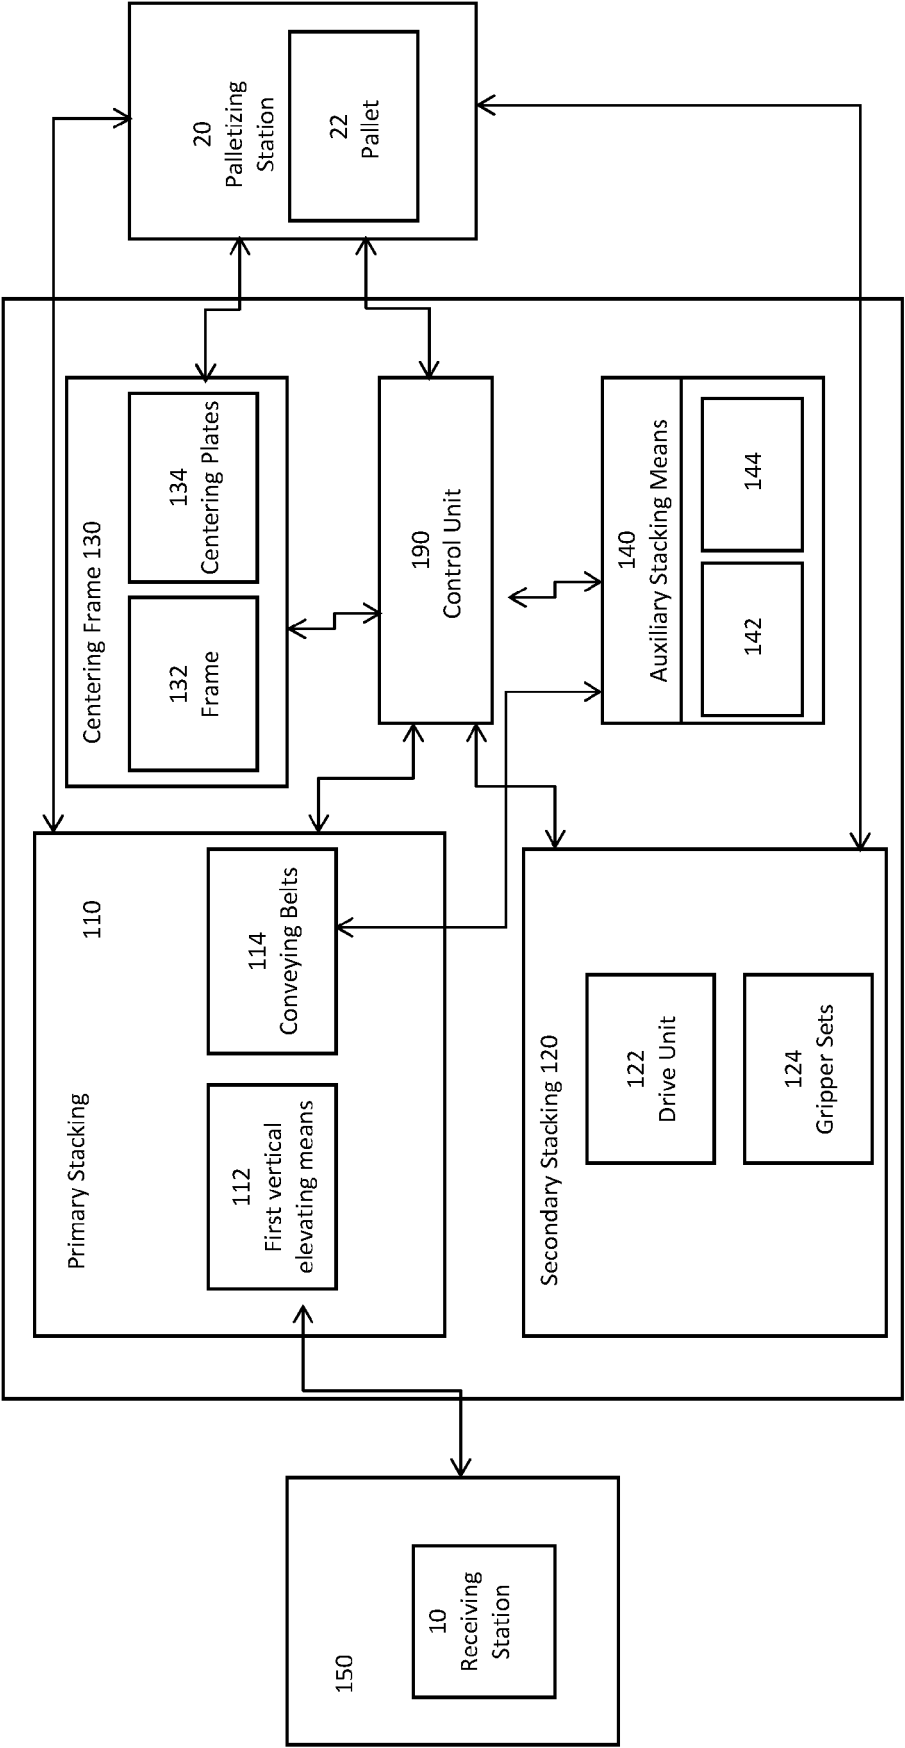 150
10
Receiving
Station
Primary Stacking
110
112
First vertical
elevating means
114
Conveying Belts
Secondary Stacking 120
122
Drive Unit
124
Gripper Sets
Centering Frame 130
132
Frame
134
Centering Plates
190
Control Unit
140
Auxiliary Stacking Means
142
144
20
Palletizing
Station
22
Pallet